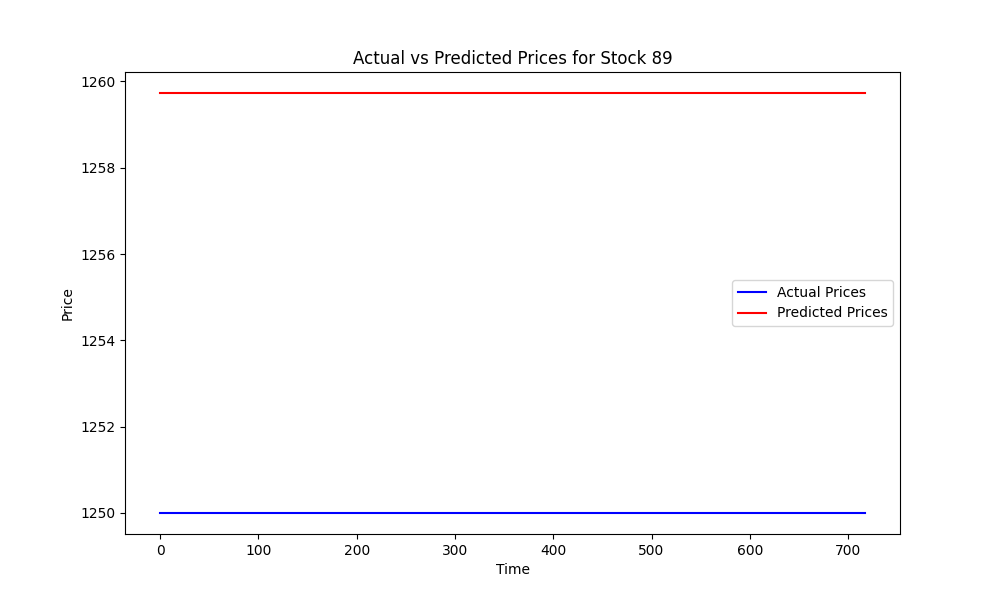 Actual vs Predicted Prices for Stock 89
1260
1258
1256
1254
1252
1250
Price
Actual Prices
Predicted Prices
0 100 200 300 400 500 600 700
Time